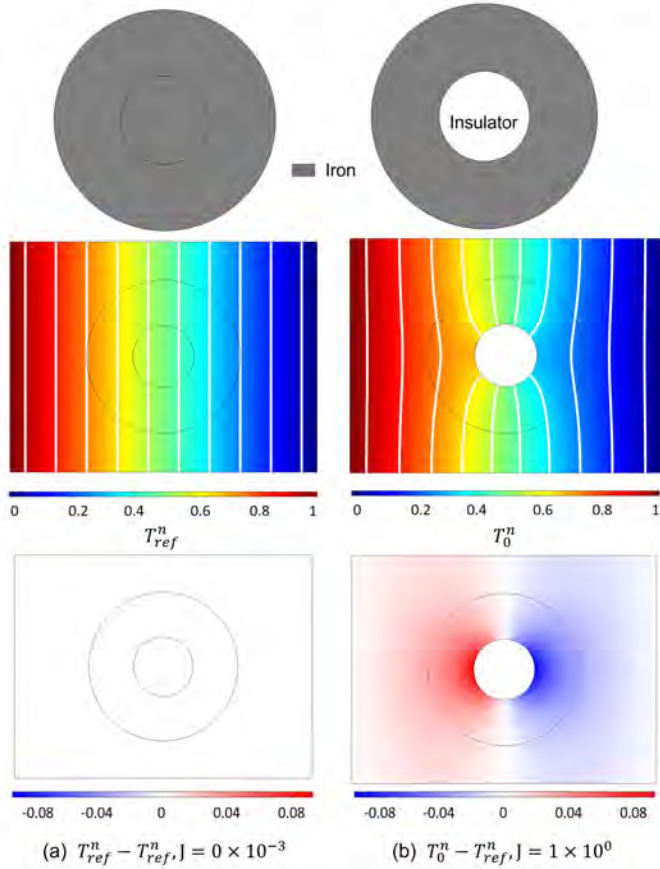 Insulator
Iron
0 0.2 0.4 0.6 0.8 1
0 0.2 0.4 0.6 0.8 1
T^n_ref
T^n_0
-0.08 -0.04 0 0.04 0.08
-0.08 -0.04 0 0.04 0.08
(a) T^n_ref − T^n_ref, J = 0 × 10^−3
(b) T^n_0 − T^n_ref, J = 1 × 10^0